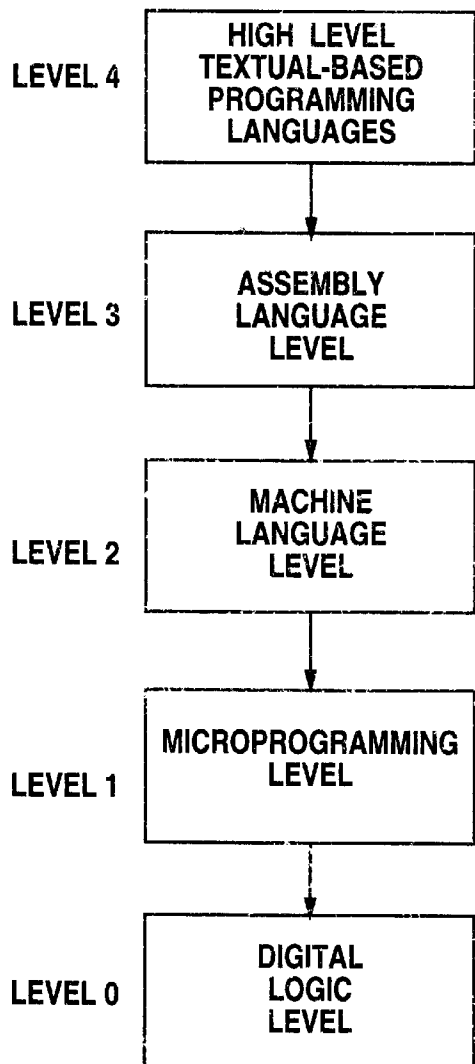 LEVEL 4
HIGH LEVEL
TEXTUAL-BASED
PROGRAMMING
LANGUAGES
LEVEL 3
ASSEMBLY
LANGUAGE
LEVEL
LEVEL 2
MACHINE
LANGUAGE
LEVEL
LEVEL 1
MICROPROGRAMMING
LEVEL
LEVEL 0
DIGITAL
LOGIC
LEVEL